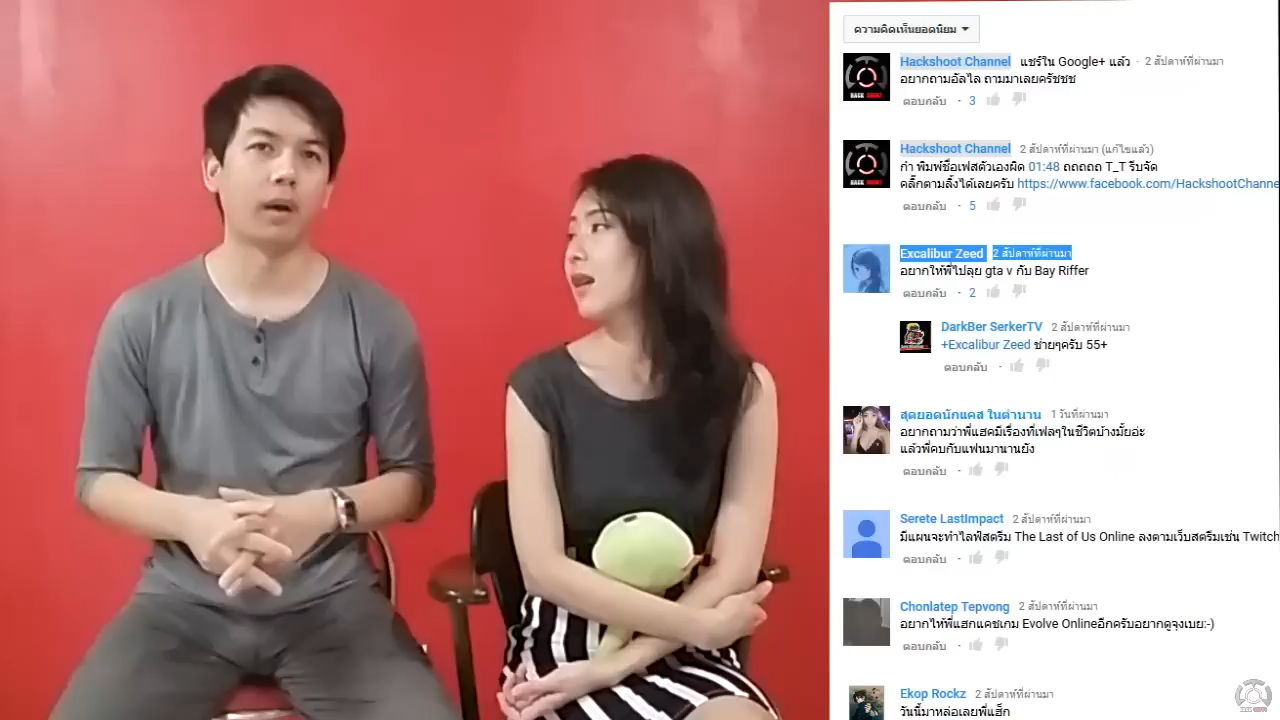 ความคิดเห็นยอดนิยม
Hackshoot Channel แชร์ใน Google+ แล้ว · 2 สัปดาห์ที่ผ่านมา
อยากถามอัลไล ถามมาเลยครัชชช
ตอบกลับ · 3
Hackshoot Channel 2 สัปดาห์ที่ผ่านมา (แก้ไขแล้ว)
กำ พิมพ์ชื่อเฟสตัวเองผิด 01:48 ถถถถถ T_T รีบจัด
คลิ๊กตามลิ้งได้เลยครับ https://www.facebook.com/HackshootChanne
ตอบกลับ · 5
Excalibur Zeed 2 สัปดาห์ที่ผ่านมา
อยากให้พี่ไปลุย gta v กับ Bay Riffer
ตอบกลับ · 2
DarkBer SerkerTV 2 สัปดาห์ที่ผ่านมา
+Excalibur Zeed ช่ายๆครับ 55+
ตอบกลับ ·
สุดยอดนักแคส ในตำนาน 1 วันที่ผ่านมา
อยากถามว่าพี่แฮคมีเรื่องที่เฟลๆในชีวิตบ้างมั้ยอ่ะ
แล้วพี่คบกับแฟนมานานยัง
ตอบกลับ ·
Serete LastImpact 2 สัปดาห์ที่ผ่านมา
มีแผนจะทำไลฟ์สตรีม The Last of Us Online ลงตามเว็บสตรีมเช่น Twitch
ตอบกลับ ·
Chonlatep Tepvong 2 สัปดาห์ที่ผ่านมา
อยากไห้พี่แฮกแคชเกม Evolve Onlineอีกครับอยากดูจุงเบย:-)
ตอบกลับ ·
Ekop Rockz 2 สัปดาห์ที่ผ่านมา
วันนี้มาหล่อเลยพี่แฮ็ก